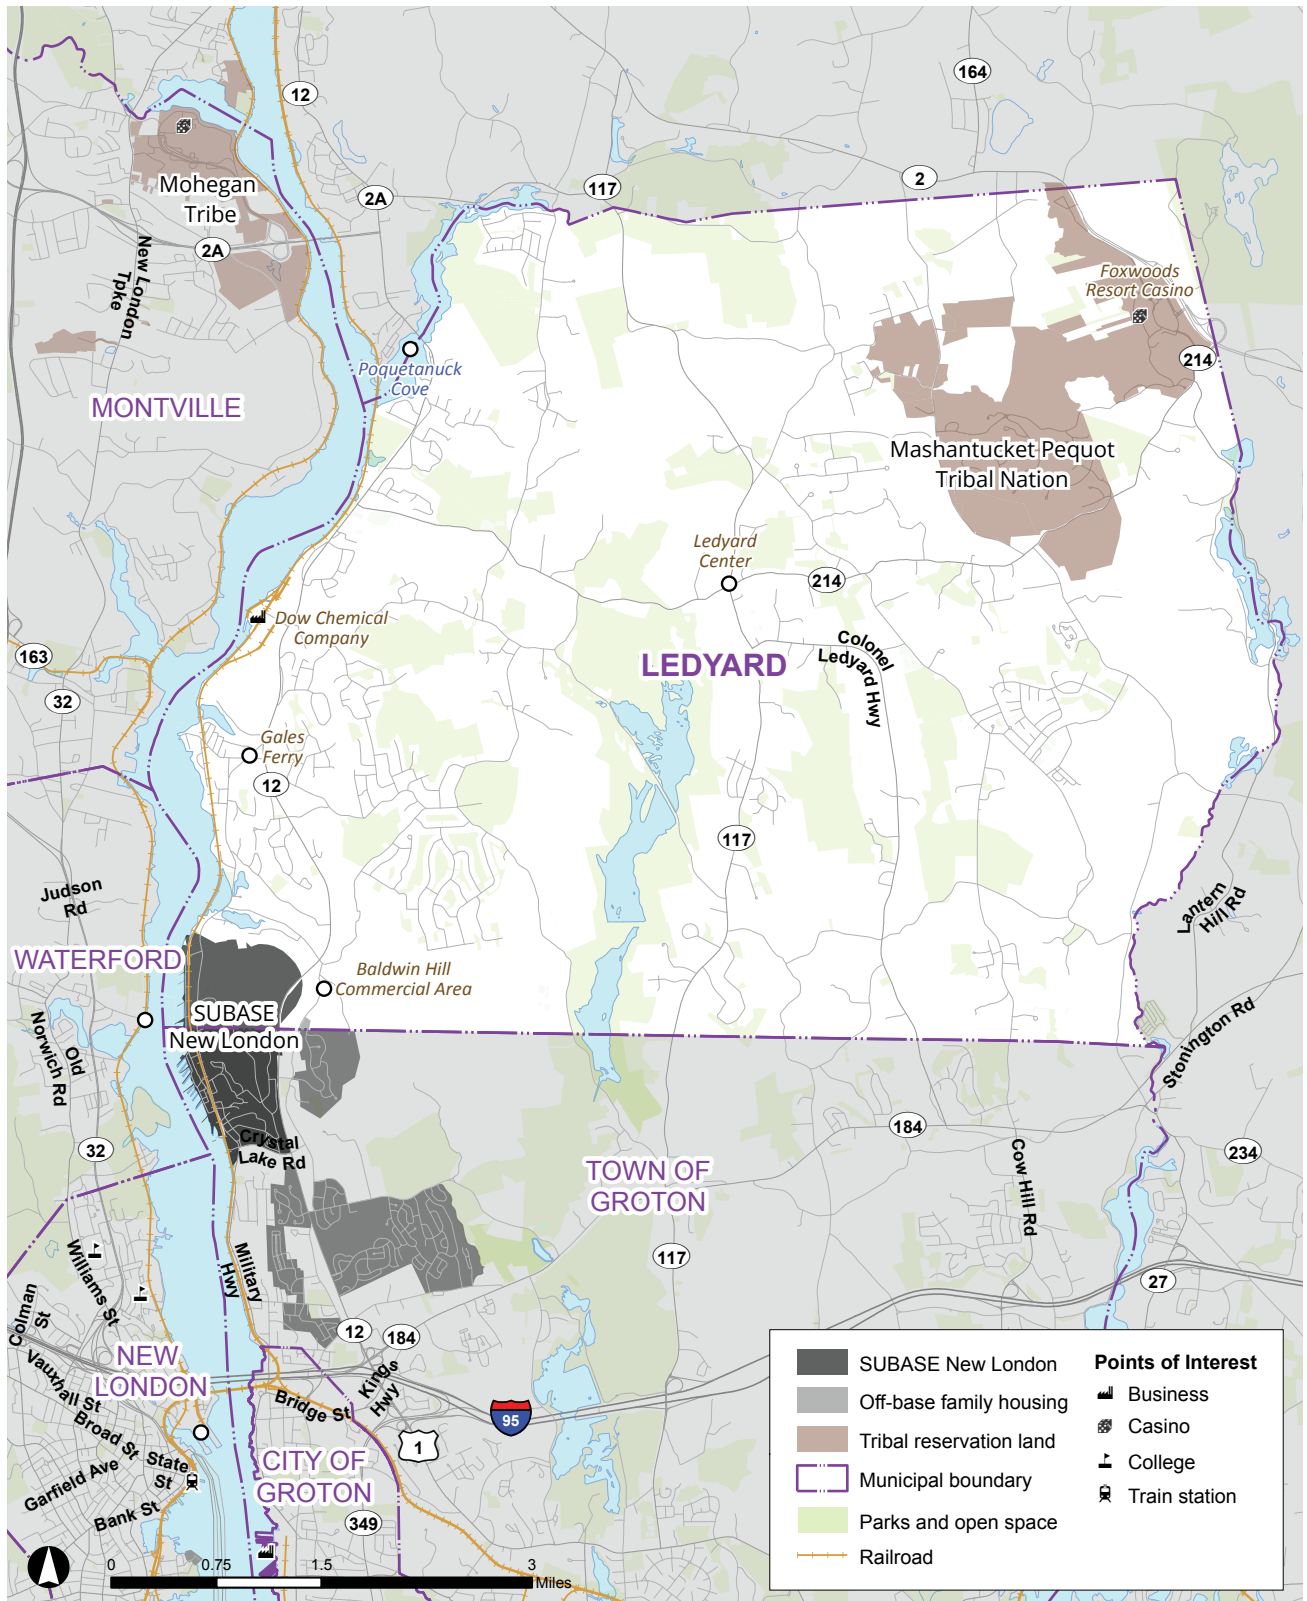 164
12
Mohegan
Tribe
2A
117
2
2A
New London
Tpke
Foxwoods
Resort Casino
214
Poquetanuck
Cove
MONTVILLE
Mashantucket Pequot
Tribal Nation
Ledyard
Center
214
Dow Chemical
Company
Colonel
Ledyard Hwy
LEDYARD
163
32
Gales
Ferry
12
117
Judson
Rd
Lantern
Hill Rd
WATERFORD
Baldwin Hill
Commercial Area
SUBASE
New London
Old
Norwich Rd
Stonington Rd
184
Crystal
Lake Rd
32
234
Cow Hill Rd
TOWN OF
GROTON
117
Williams St
Military
Hwy
27
Colman
St
12
184
NEW
LONDON
Vauxhall St
Kings
Hwy
Bridge St
95
1
Broad St
State
St
Garfield Ave
Bank St
CITY OF
GROTON
349
0
0.75
1.5
3
Miles
SUBASE New London
Off-base family housing
Tribal reservation land
Municipal boundary
Parks and open space
Railroad
Points of Interest
Business
Casino
College
Train station